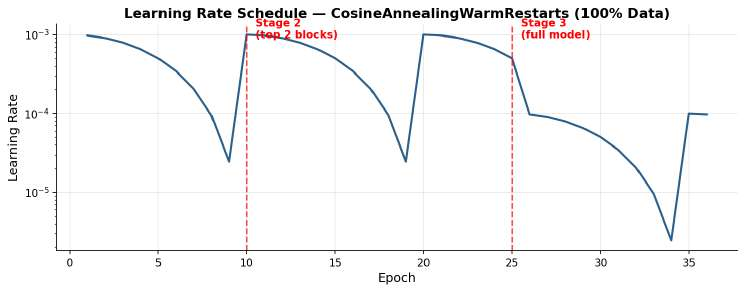 Learning Rate Schedule — CosineAnnealingWarmRestarts (100% Data)
Stage 2
(top 2 blocks)
Stage 3
(full model)
Learning Rate
10⁻³
10⁻⁴
10⁻⁵
0 5 10 15 20 25 30 35
Epoch